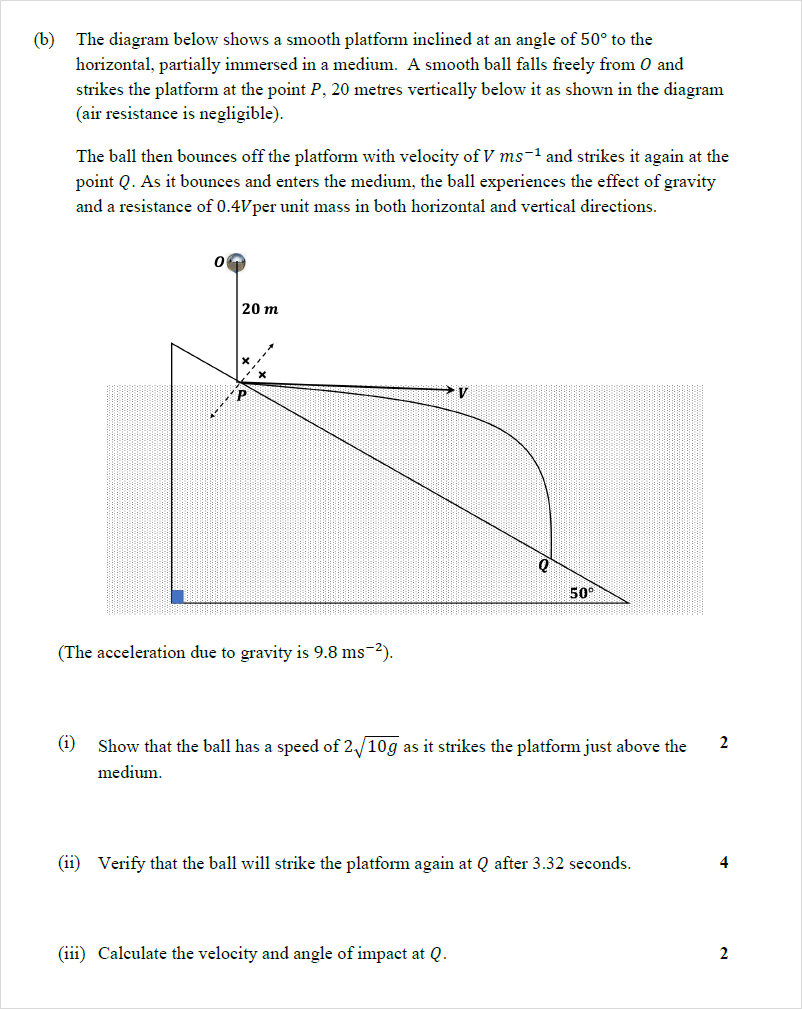 (b) The diagram below shows a smooth platform inclined at an angle of 50° to the
horizontal, partially immersed in a medium. A smooth ball falls freely from O and
strikes the platform at the point P, 20 metres vertically below it as shown in the diagram
(air resistance is negligible).
The ball then bounces off the platform with velocity of V ms⁻¹ and strikes it again at the
point Q. As it bounces and enters the medium, the ball experiences the effect of gravity
and a resistance of 0.4Vper unit mass in both horizontal and vertical directions.
O
20 m
×
×
P
V
Q
50°
(The acceleration due to gravity is 9.8 ms⁻²).
(i) Show that the ball has a speed of 2√10g as it strikes the platform just above the 2
medium.
(ii) Verify that the ball will strike the platform again at Q after 3.32 seconds. 4
(iii) Calculate the velocity and angle of impact at Q. 2